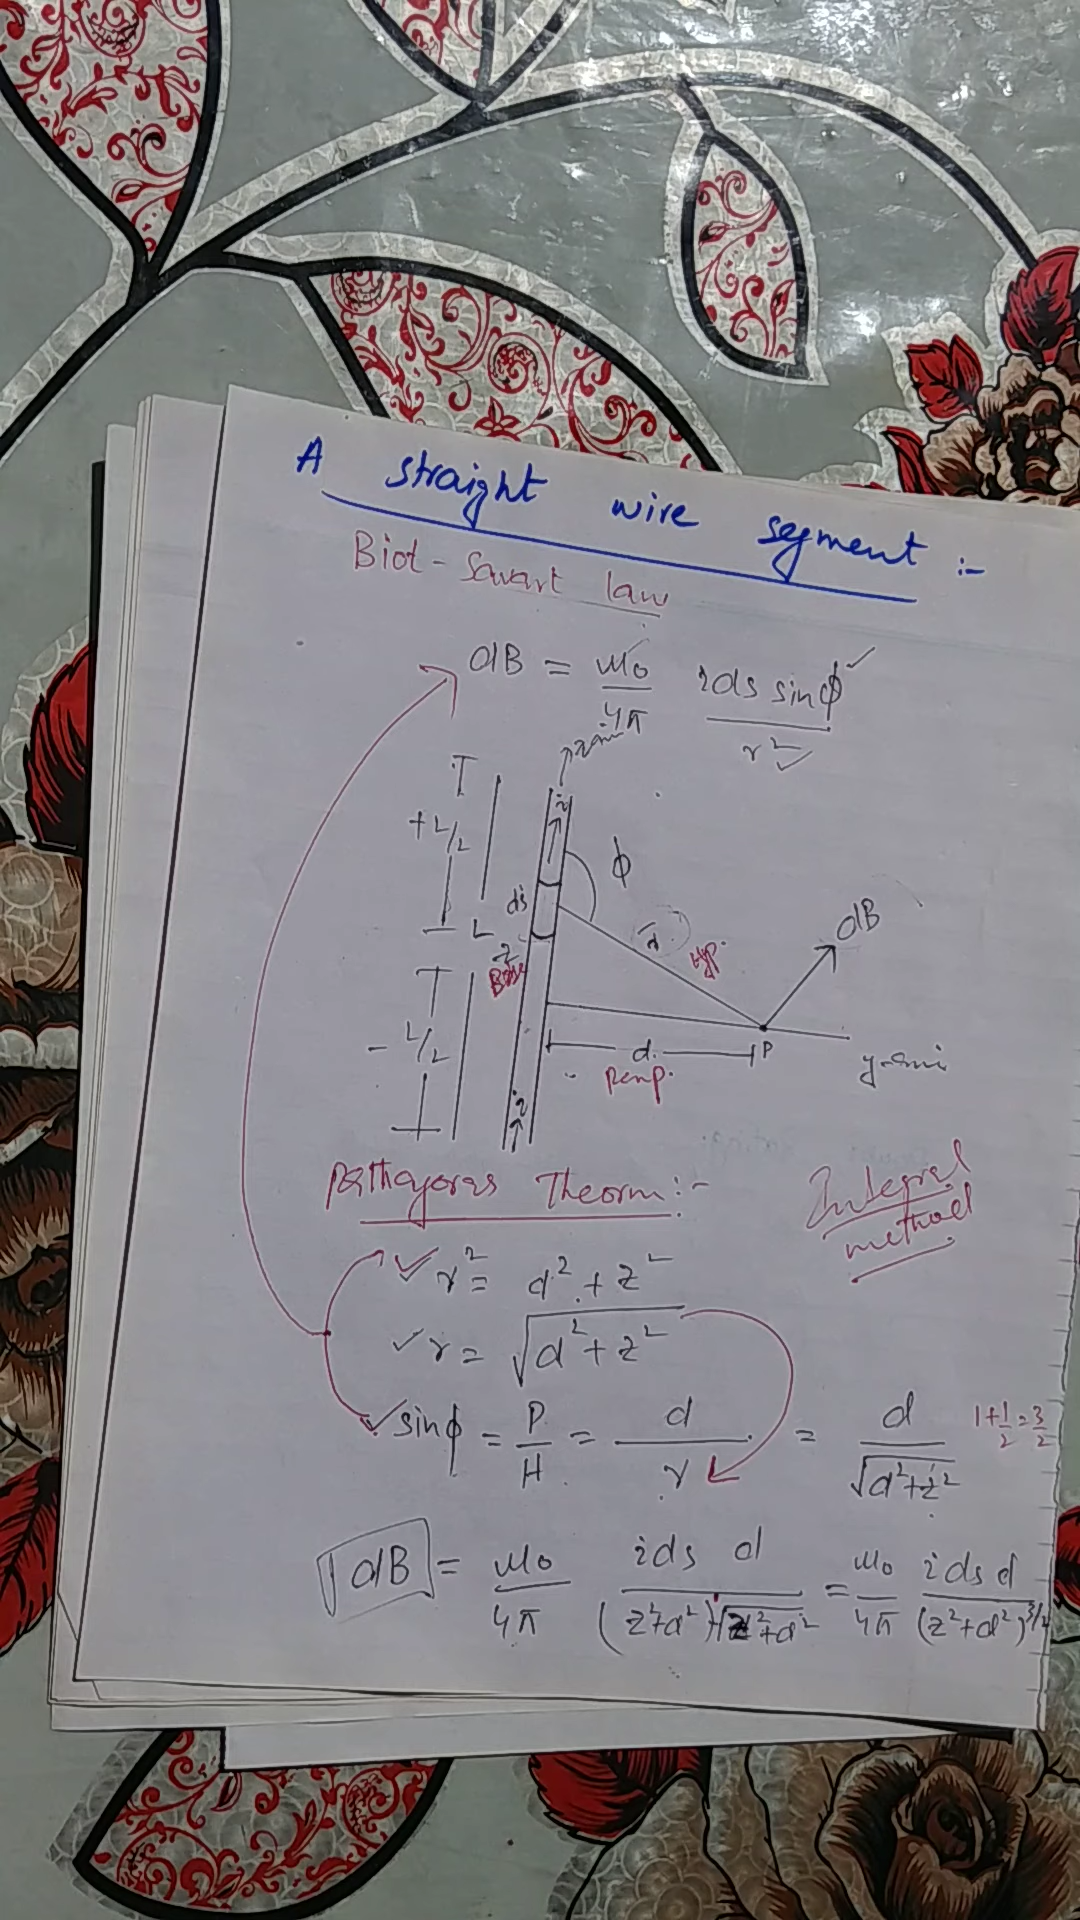 A straight wire segment :-
Biot - Savart law
dB = μ₀/4π ids sinϕ/r²
z-axis
+L/2
i
ϕ
ds
L
r
Hyp.
dB
z
Base
- L/2
d
P
y-axis
perp.
i
Pathagoras Theorm :-
Integral method
r² = d² + z²
r = √(d² + z²)
sinϕ = P/H = d/r = d/√(d²+z²)
1+1/2=3/2
dB = μ₀/4π ids d/(z²+d²)√(z²+d²) = μ₀/4π ids d/(z²+d²)^3/2